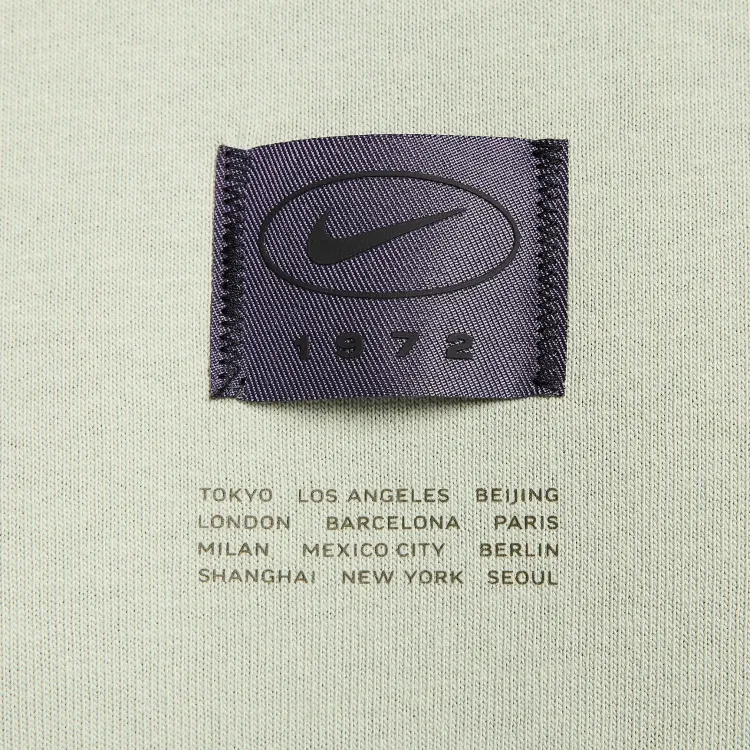 1972
TOKYO LOS ANGELES BEIJING
LONDON BARCELONA PARIS
MILAN MEXICO CITY BERLIN
SHANGHAI NEW YORK SEOUL